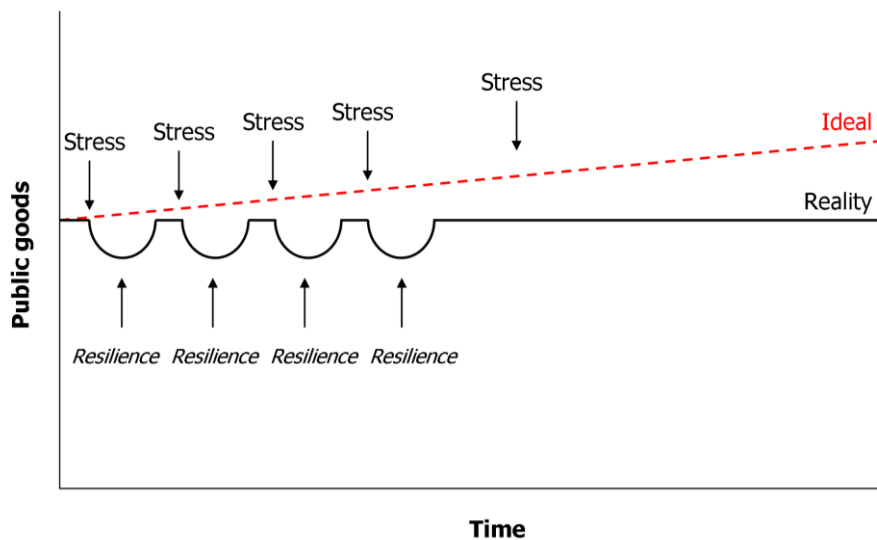 Stress
Stress
Stress
Stress
Stress
Ideal
Reality
Public goods
Resilience
Resilience
Resilience
Resilience
Time